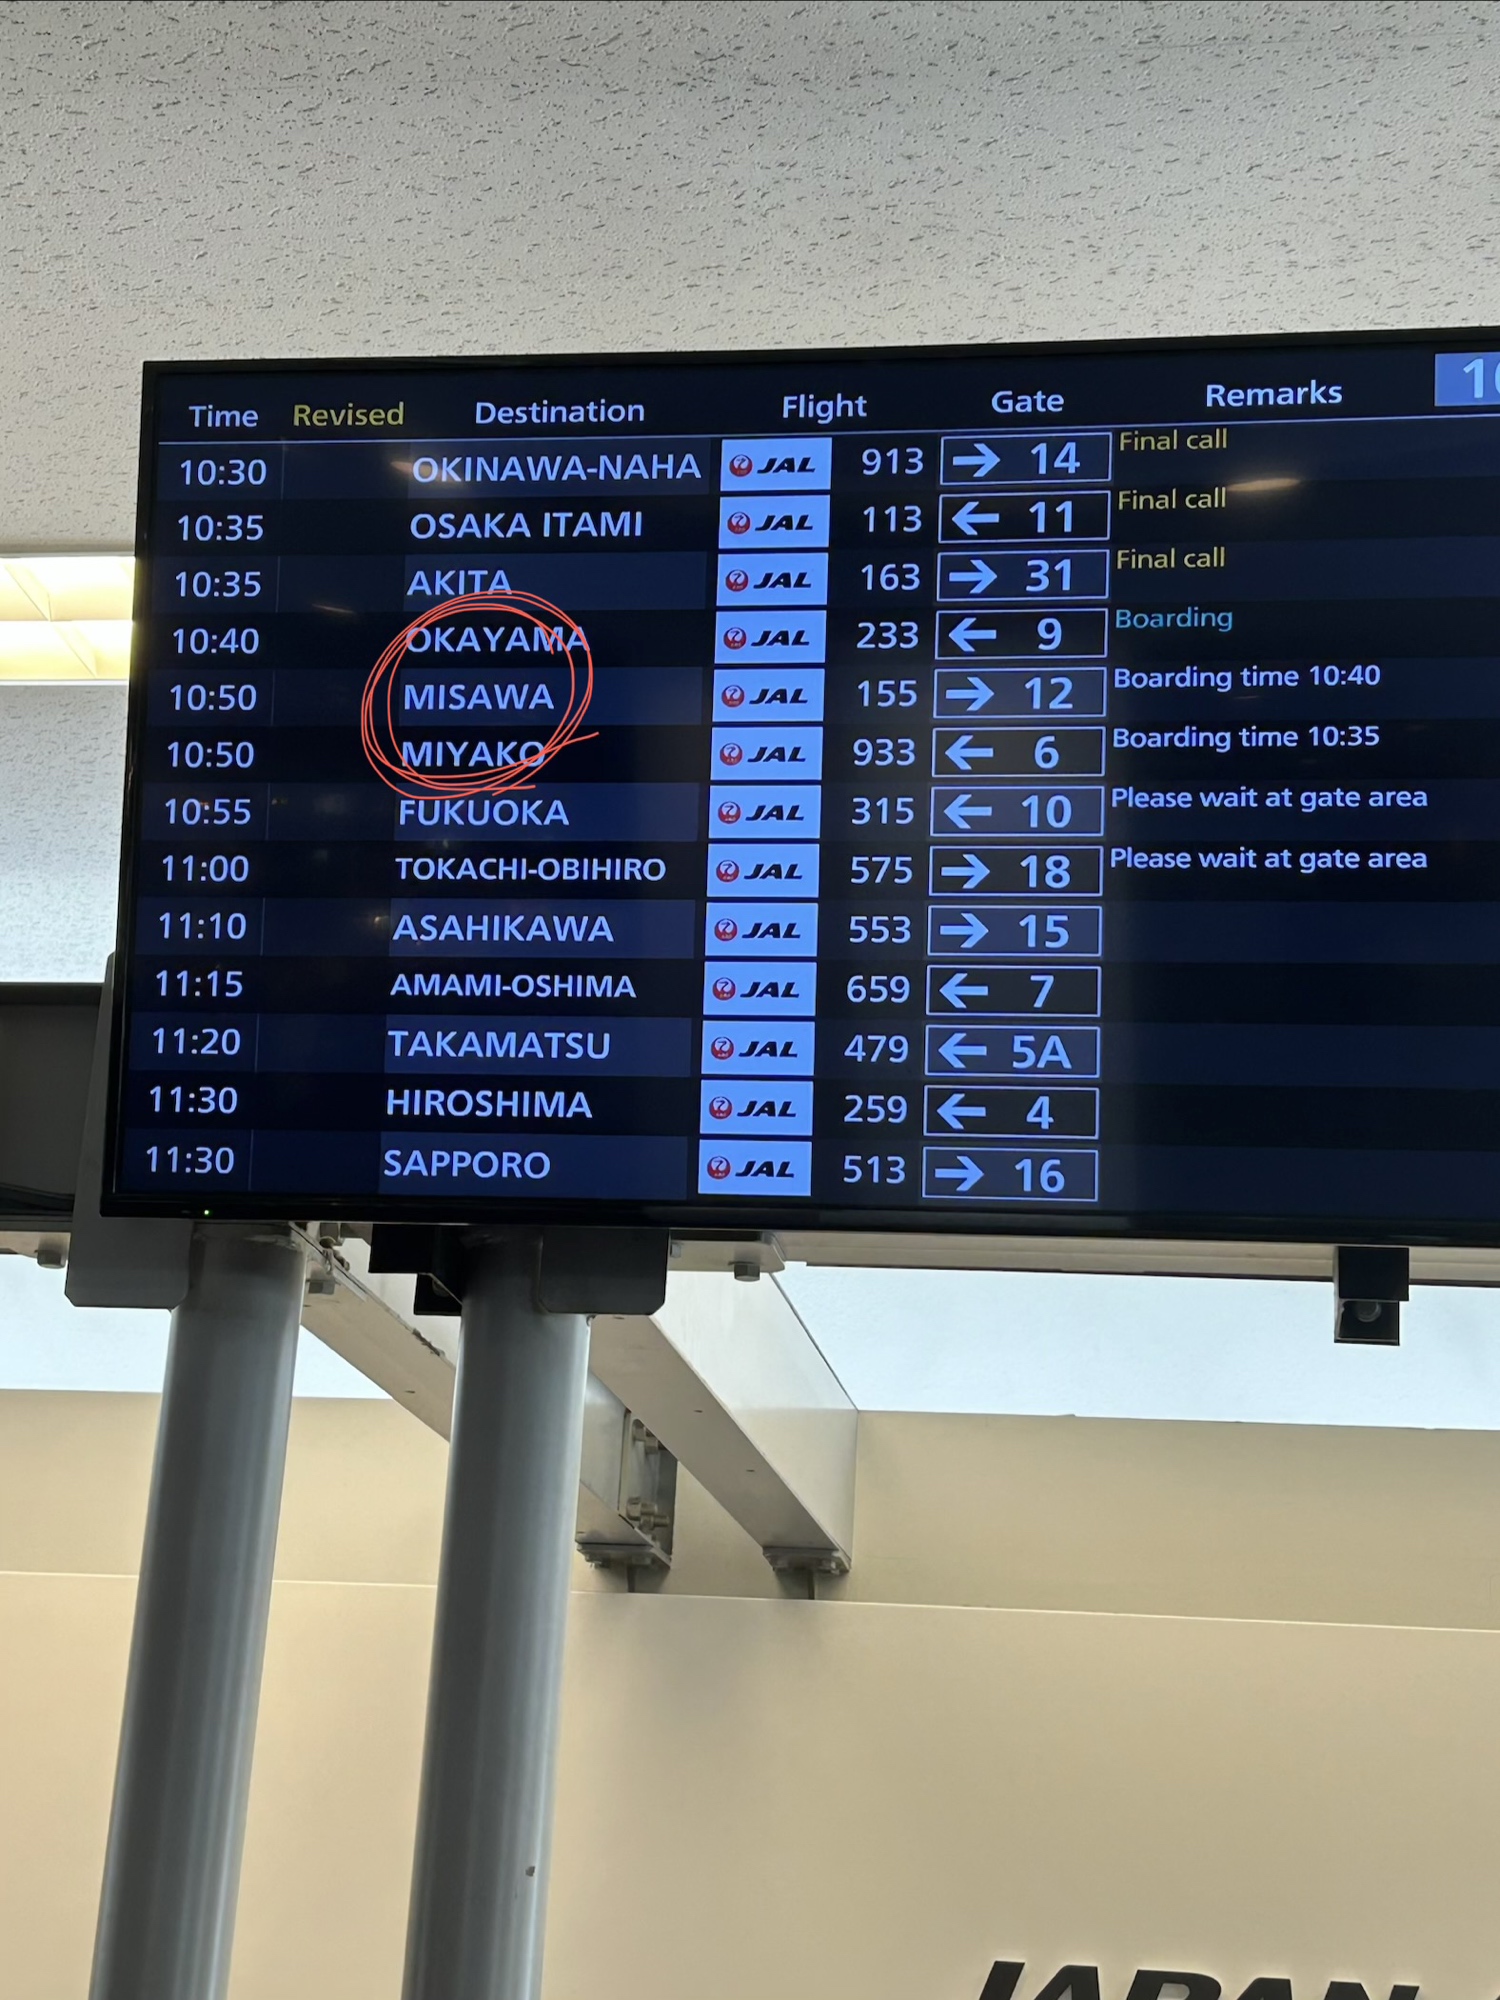 Time Revised Destination Flight Gate Remarks
10:30 OKINAWA-NAHA JAL 913 → 14 Final call
10:35 OSAKA ITAMI JAL 113 ← 11 Final call
10:35 AKITA JAL 163 → 31 Final call
10:40 OKAYAMA JAL 233 ← 9 Boarding
10:50 MISAWA JAL 155 → 12 Boarding time 10:40
10:50 MIYAKO JAL 933 ← 6 Boarding time 10:35
10:55 FUKUOKA JAL 315 ← 10 Please wait at gate area
11:00 TOKACHI-OBIHIRO JAL 575 → 18 Please wait at gate area
11:10 ASAHIKAWA JAL 553 → 15
11:15 AMAMI-OSHIMA JAL 659 ← 7
11:20 TAKAMATSU JAL 479 ← 5A
11:30 HIROSHIMA JAL 259 ← 4
11:30 SAPPORO JAL 513 → 16
JAPAN